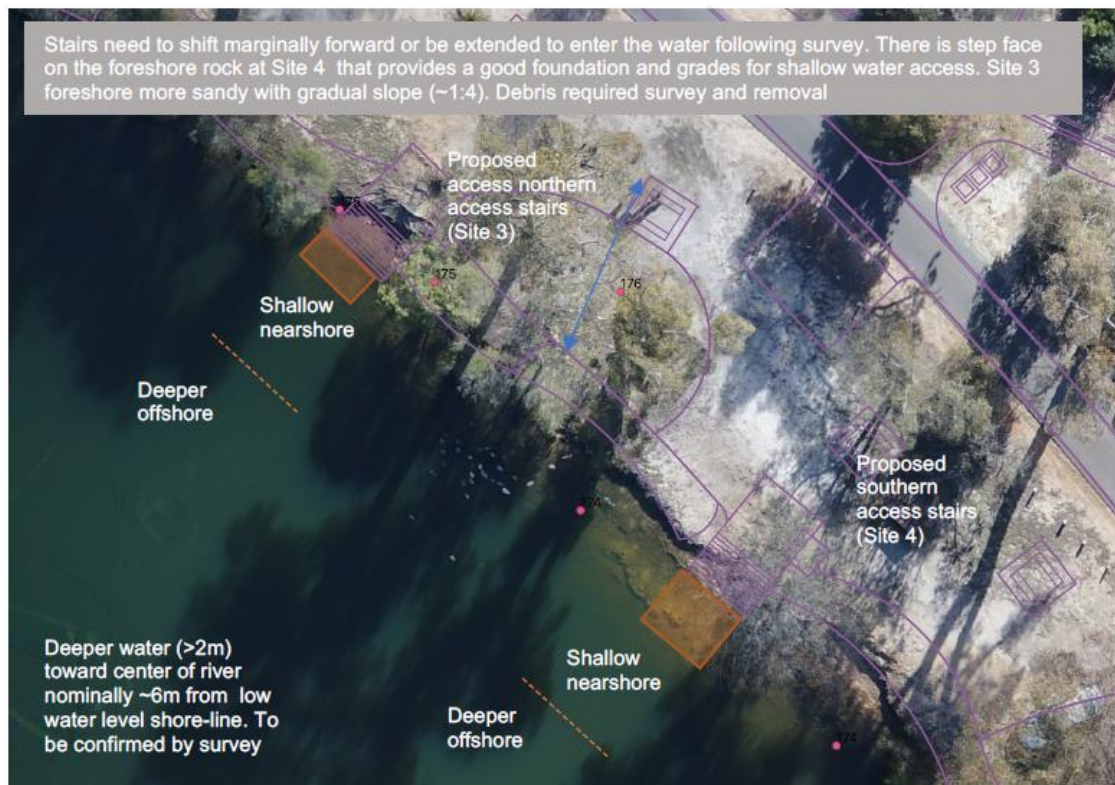 Stairs need to shift marginally forward or be extended to enter the water following survey. There is step face
on the foreshore rock at Site 4  that provides a good foundation and grades for shallow water access. Site 3
foreshore more sandy with gradual slope (~1:4). Debris required survey and removal
Proposed
access northern
access stairs
(Site 3)
175
175
176
Shallow
nearshore
Deeper
offshore
Proposed
southern
access stairs
(Site 4)
174
Deeper water (>2m)
toward center of river
nominally ~6m from  low
water level shore-line. To
be confirmed by survey
Shallow
nearshore
Deeper
offshore
174